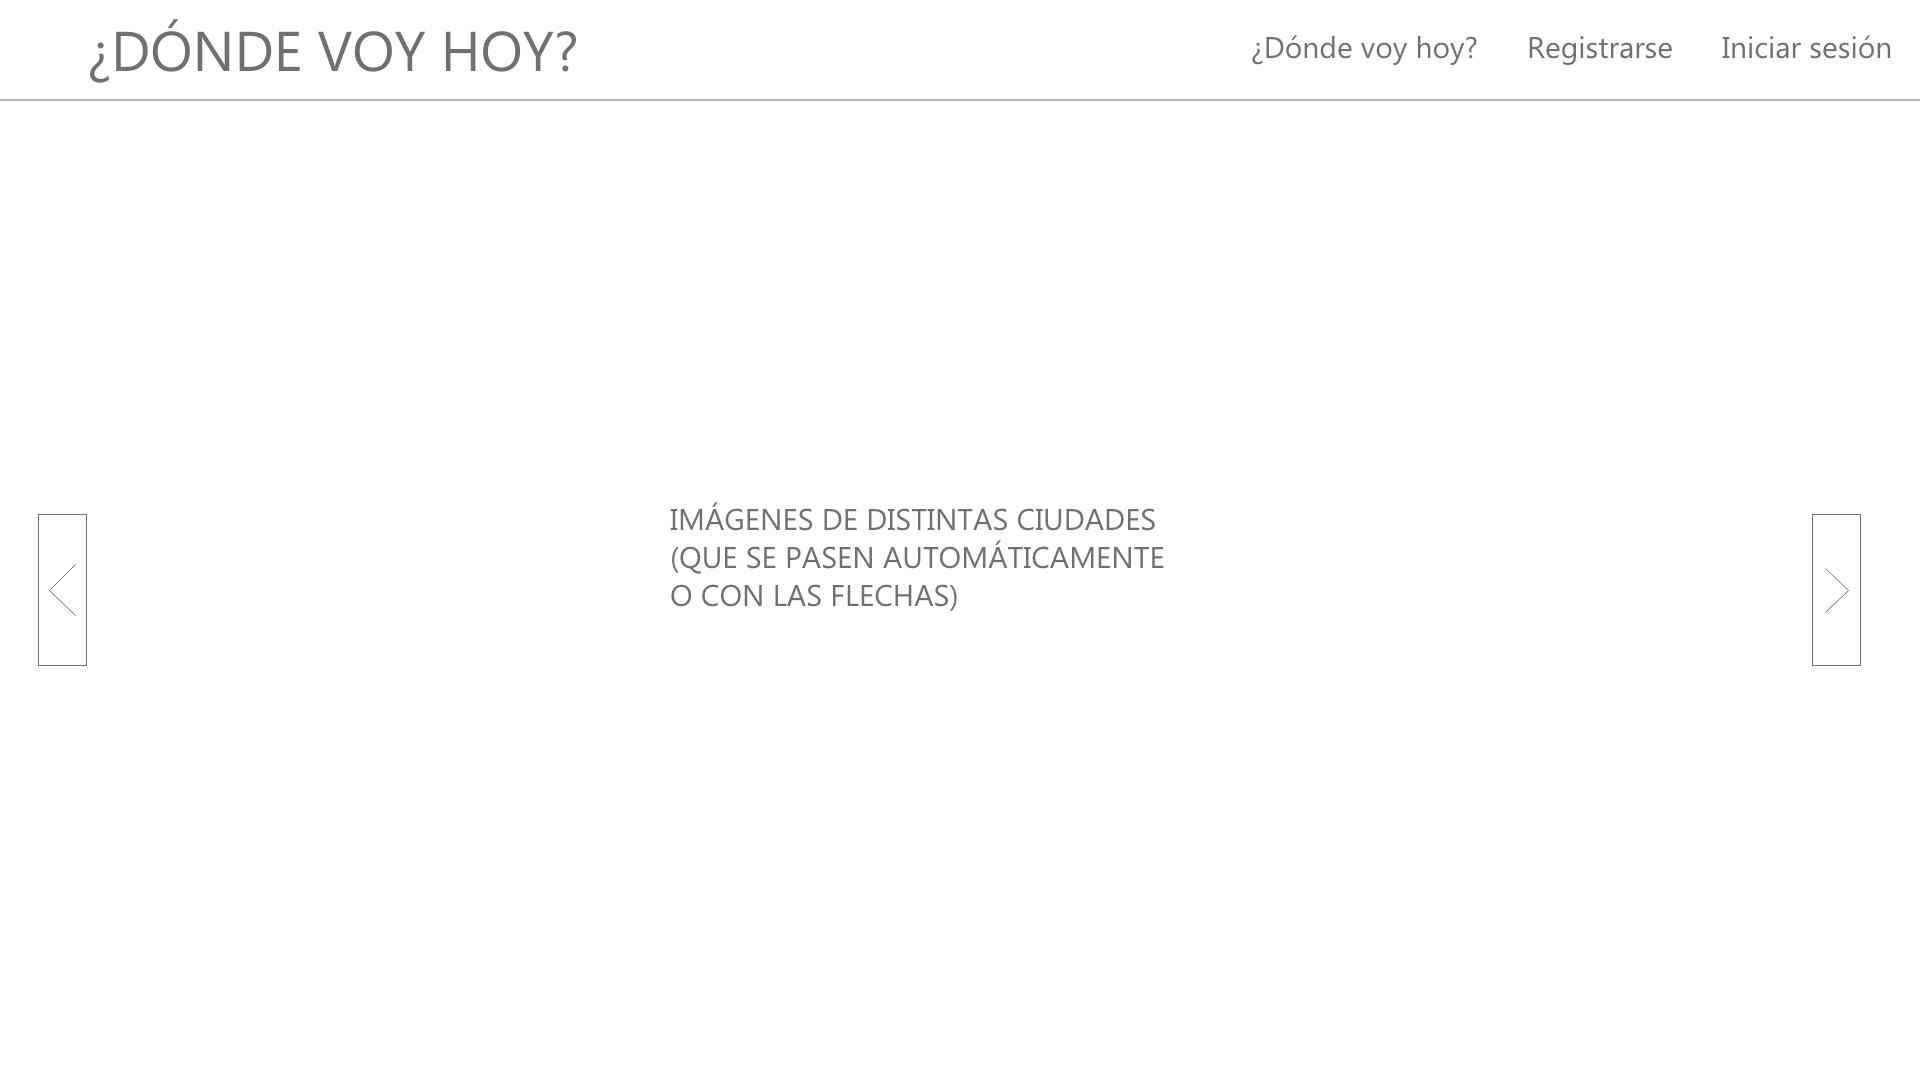 ¿DÓNDE VOY HOY?
¿Dónde voy hoy? Registrarse Iniciar sesión
IMÁGENES DE DISTINTAS CIUDADES
(QUE SE PASEN AUTOMÁTICAMENTE
O CON LAS FLECHAS)